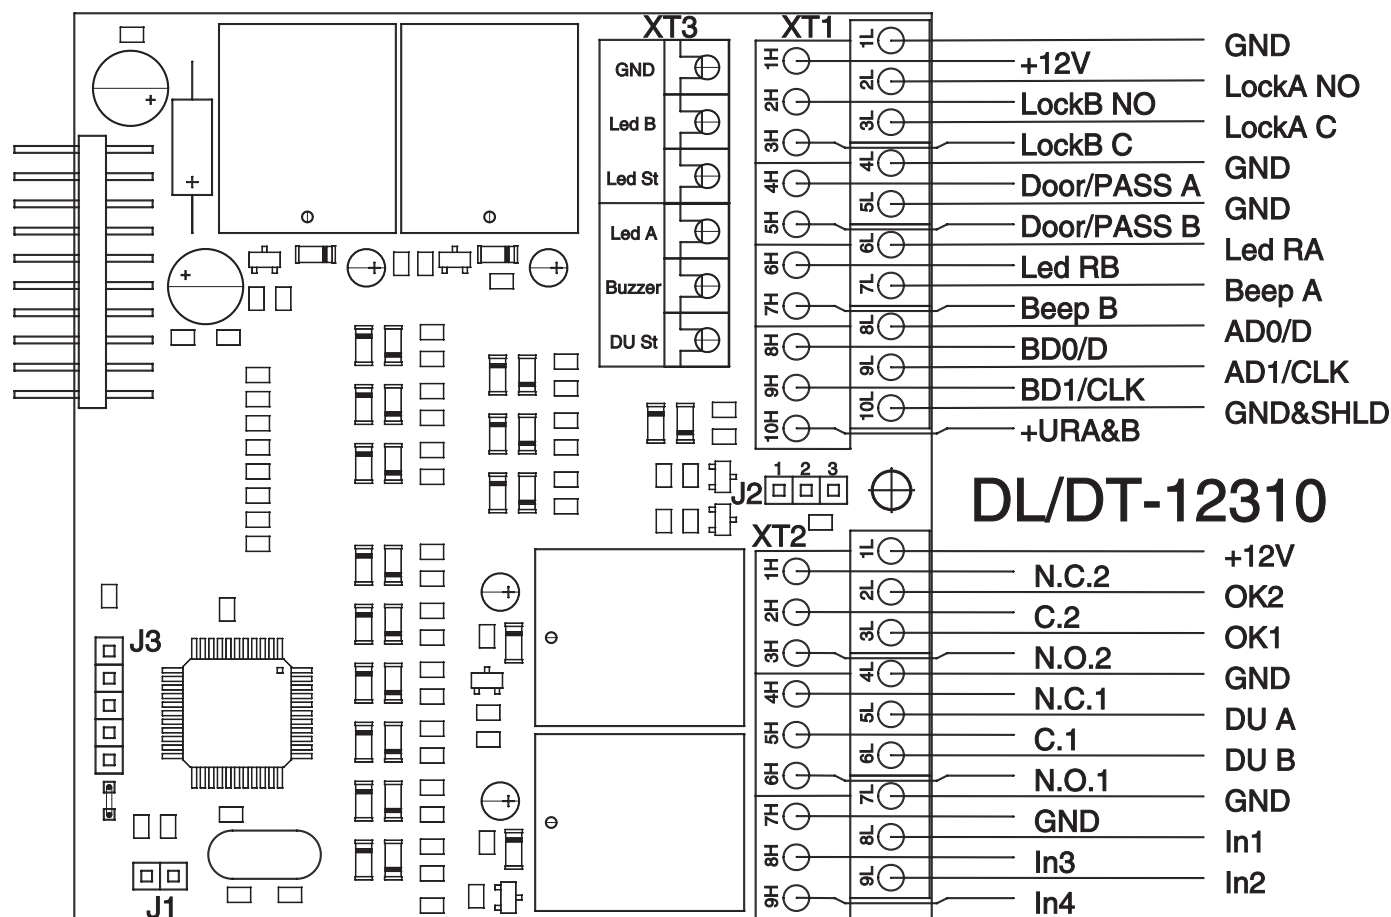 XT3
GND
Led B
Led St
Led A
Buzzer
DU St
XT1
1L GND
1H +12V
2L LockA NO
2H LockB NO
3L LockA C
3H LockB C
4L GND
4H Door/PASS A
5L GND
5H Door/PASS B
6L Led RA
6H Led RB
7L Beep A
7H Beep B
8L AD0/D
8H BD0/D
9L AD1/CLK
9H BD1/CLK
10L GND&SHLD
10H +URA&B
J2 1 2 3
DL/DT-12310
XT2
1L +12V
1H N.C.2
2L OK2
2H C.2
3L OK1
3H N.O.2
4L GND
4H N.C.1
5L DU A
5H C.1
6L DU B
6H N.O.1
7L GND
7H GND
8L In1
8H In3
9L In2
9H In4
J3
J1